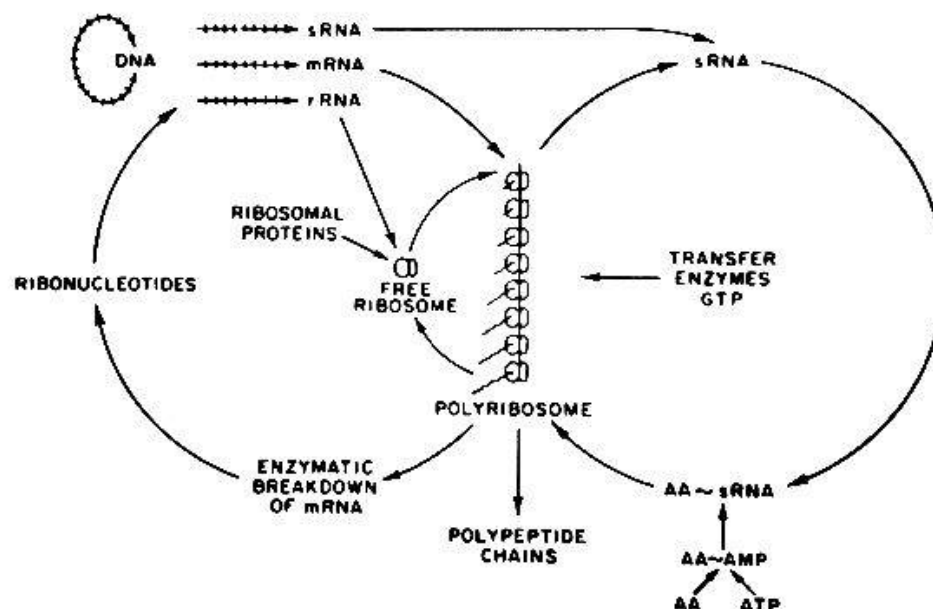 DNA
sRNA
mRNA
rRNA
sRNA
RIBOSOMAL
PROTEINS
FREE
RIBOSOME
RIBONUCLEOTIDES
TRANSFER
ENZYMES
GTP
POLYRIBOSOME
ENZYMATIC
BREAKDOWN
OF mRNA
POLYPEPTIDE
CHAINS
AA~sRNA
AA~AMP
AA ATP